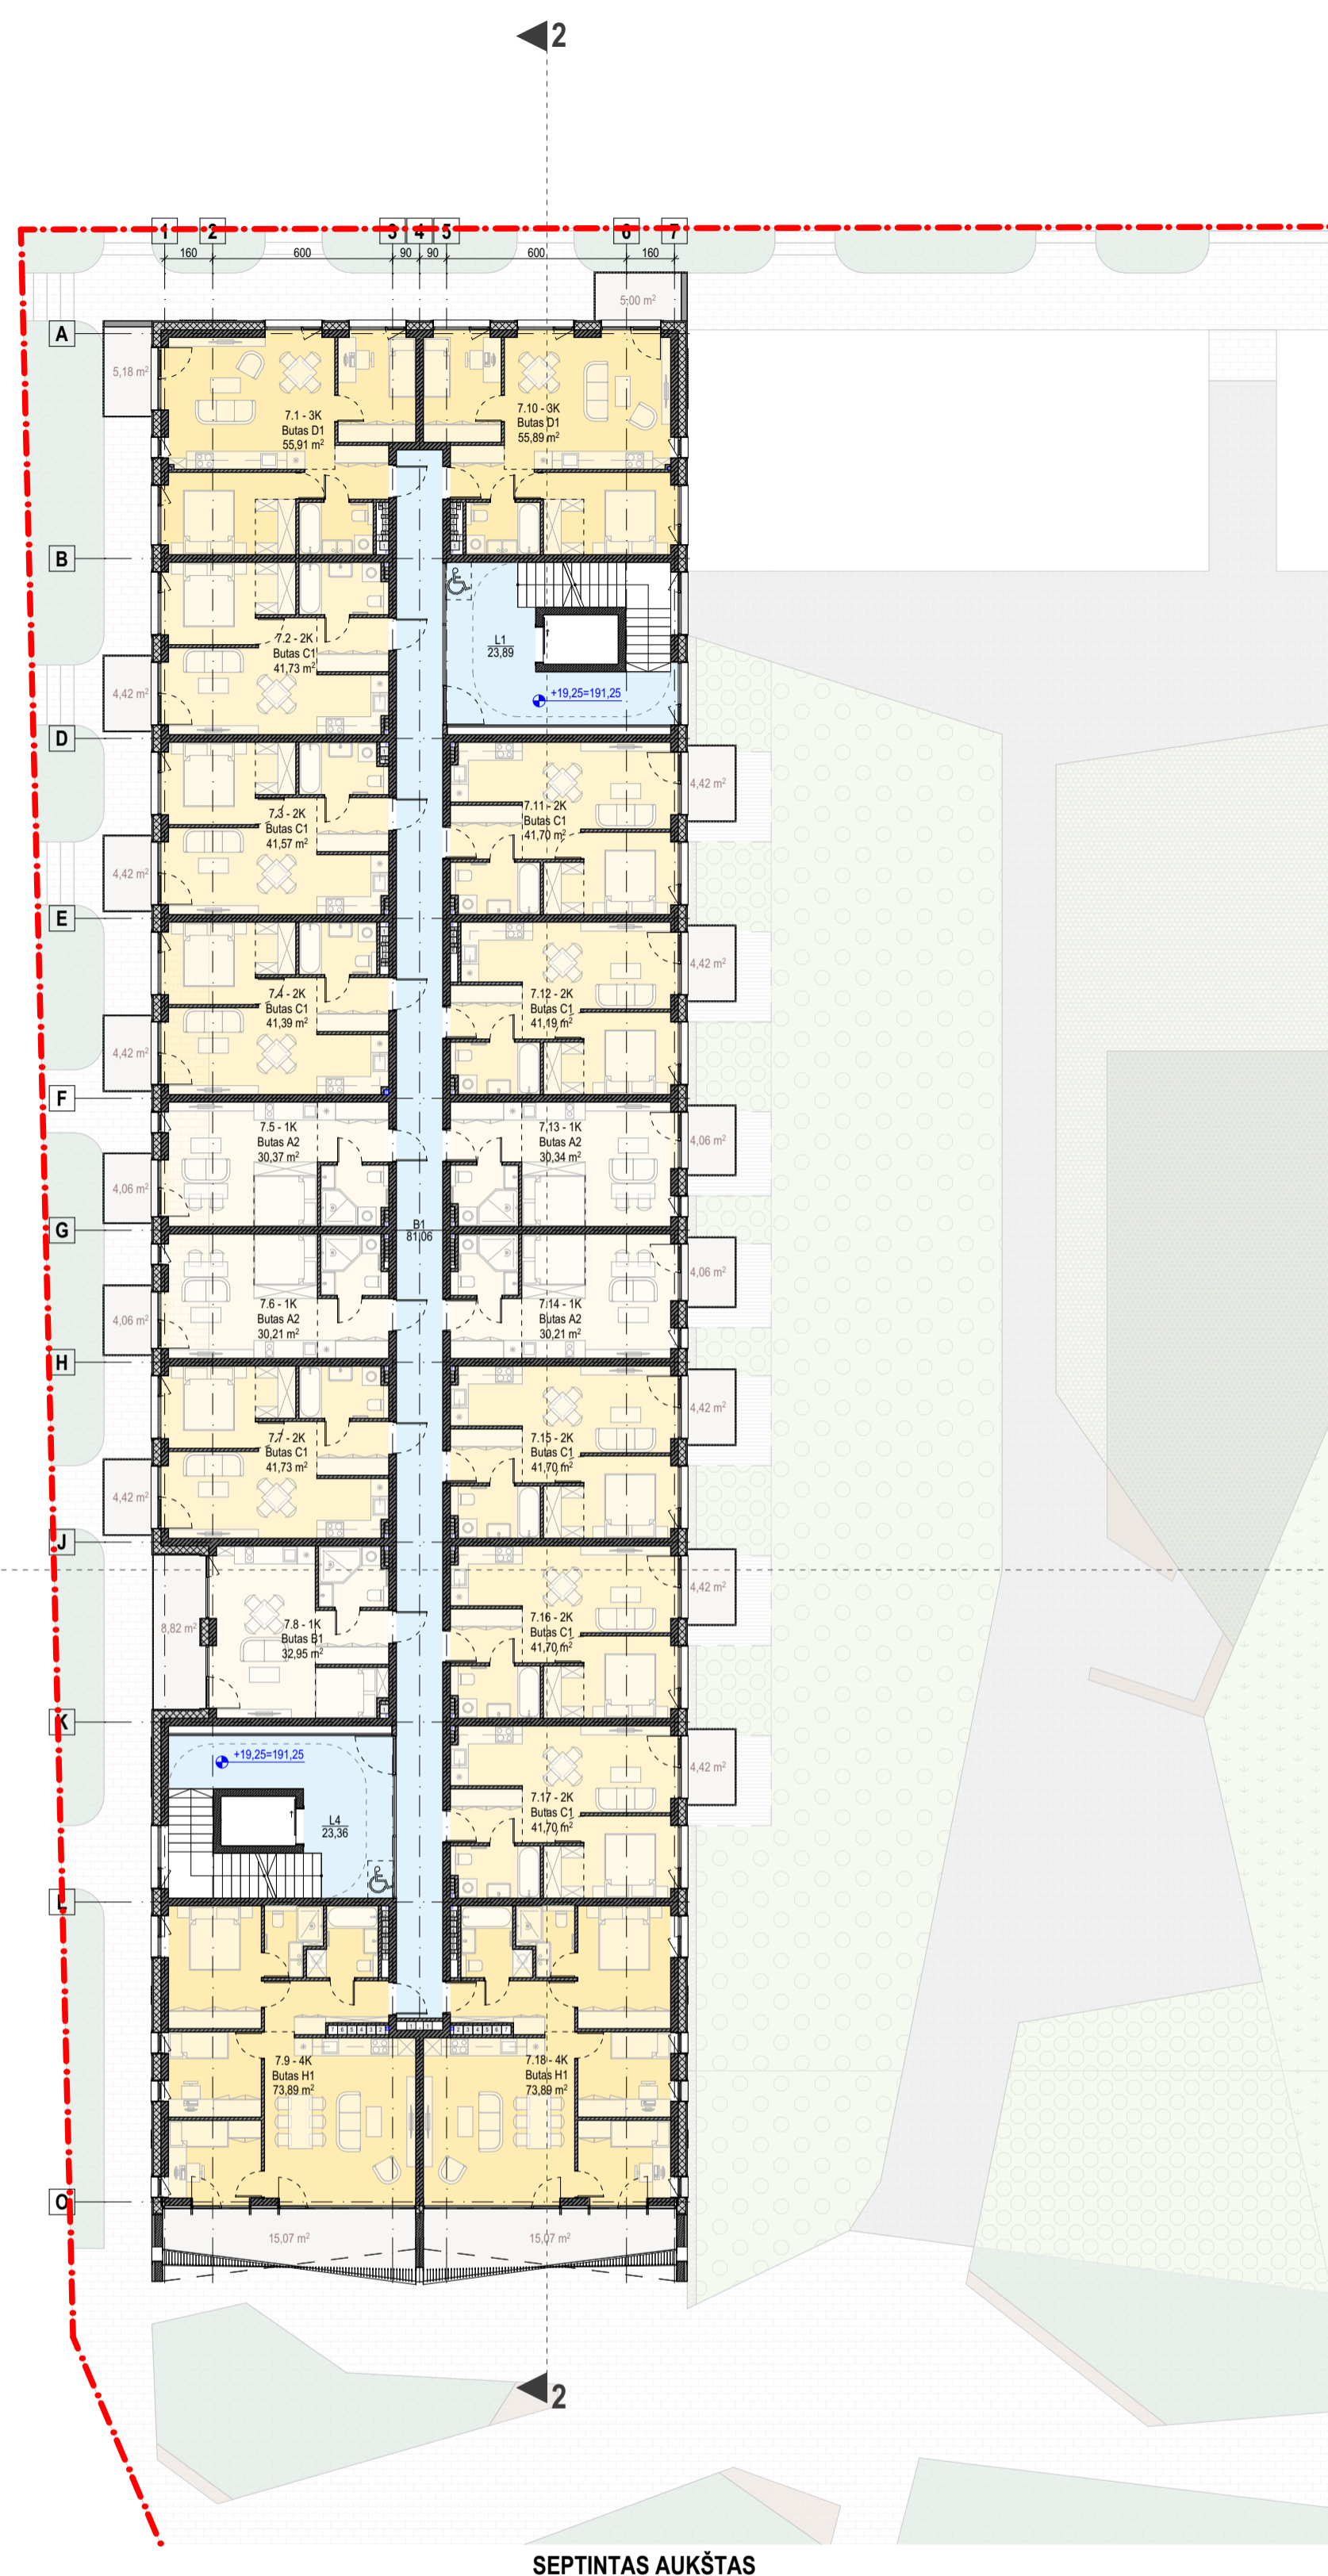 2
1 2 3 4 5 6 7
160 600 90 90 600 160
5,00 m²
A
5,18 m²
7.1 - 3K
Butas D1
55,91 m²
7.10 - 3K
Butas D1
55,89 m²
B
7.2 - 2K
Butas C1
41,73 m²
4,42 m²
L1
23,89
+19,25=191,25
D
7.3 - 2K
Butas C1
41,57 m²
4,42 m²
7.11 - 2K
Butas C1
41,70 m²
4,42 m²
E
7.4 - 2K
Butas C1
41,39 m²
4,42 m²
7.12 - 2K
Butas C1
41,19 m²
4,42 m²
F
7.5 - 1K
Butas A2
30,37 m²
4,06 m²
7.13 - 1K
Butas A2
30,34 m²
4,06 m²
G
B1
81,06
7.6 - 1K
Butas A2
30,21 m²
4,06 m²
7.14 - 1K
Butas A2
30,21 m²
4,06 m²
H
7.7 - 2K
Butas C1
41,73 m²
4,42 m²
7.15 - 2K
Butas C1
41,70 m²
4,42 m²
J
7.8 - 1K
Butas B1
32,95 m²
8,82 m²
7.16 - 2K
Butas C1
41,70 m²
4,42 m²
K
+19,25=191,25
L4
23,36
7.17 - 2K
Butas C1
41,70 m²
4,42 m²
L
7.9 - 4K
Butas H1
73,89 m²
7.18 - 4K
Butas H1
73,89 m²
O
15,07 m²
15,07 m²
2
SEPTINTAS AUKŠTAS